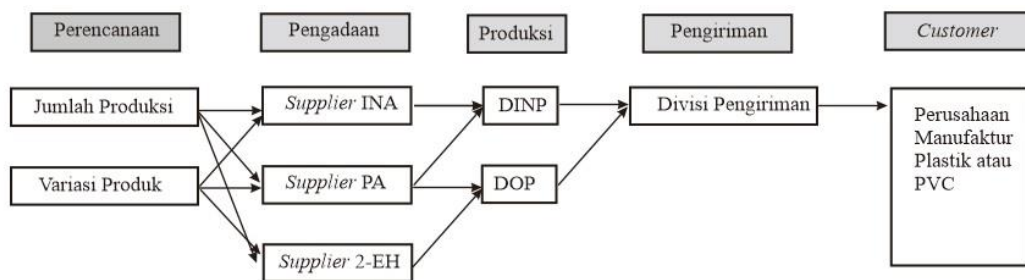 Perencanaan
Pengadaan
Produksi
Pengiriman
Customer
Jumlah Produksi
Supplier INA
DINP
Divisi Pengiriman
Perusahaan
Manufaktur
Plastik atau
PVC
Variasi Produk
Supplier PA
DOP
Supplier 2-EH